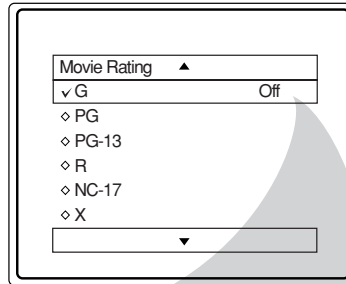 Movie Rating ▲
✓ G Off
◇ PG
◇ PG-13
◇ R
◇ NC-17
◇ X
▼